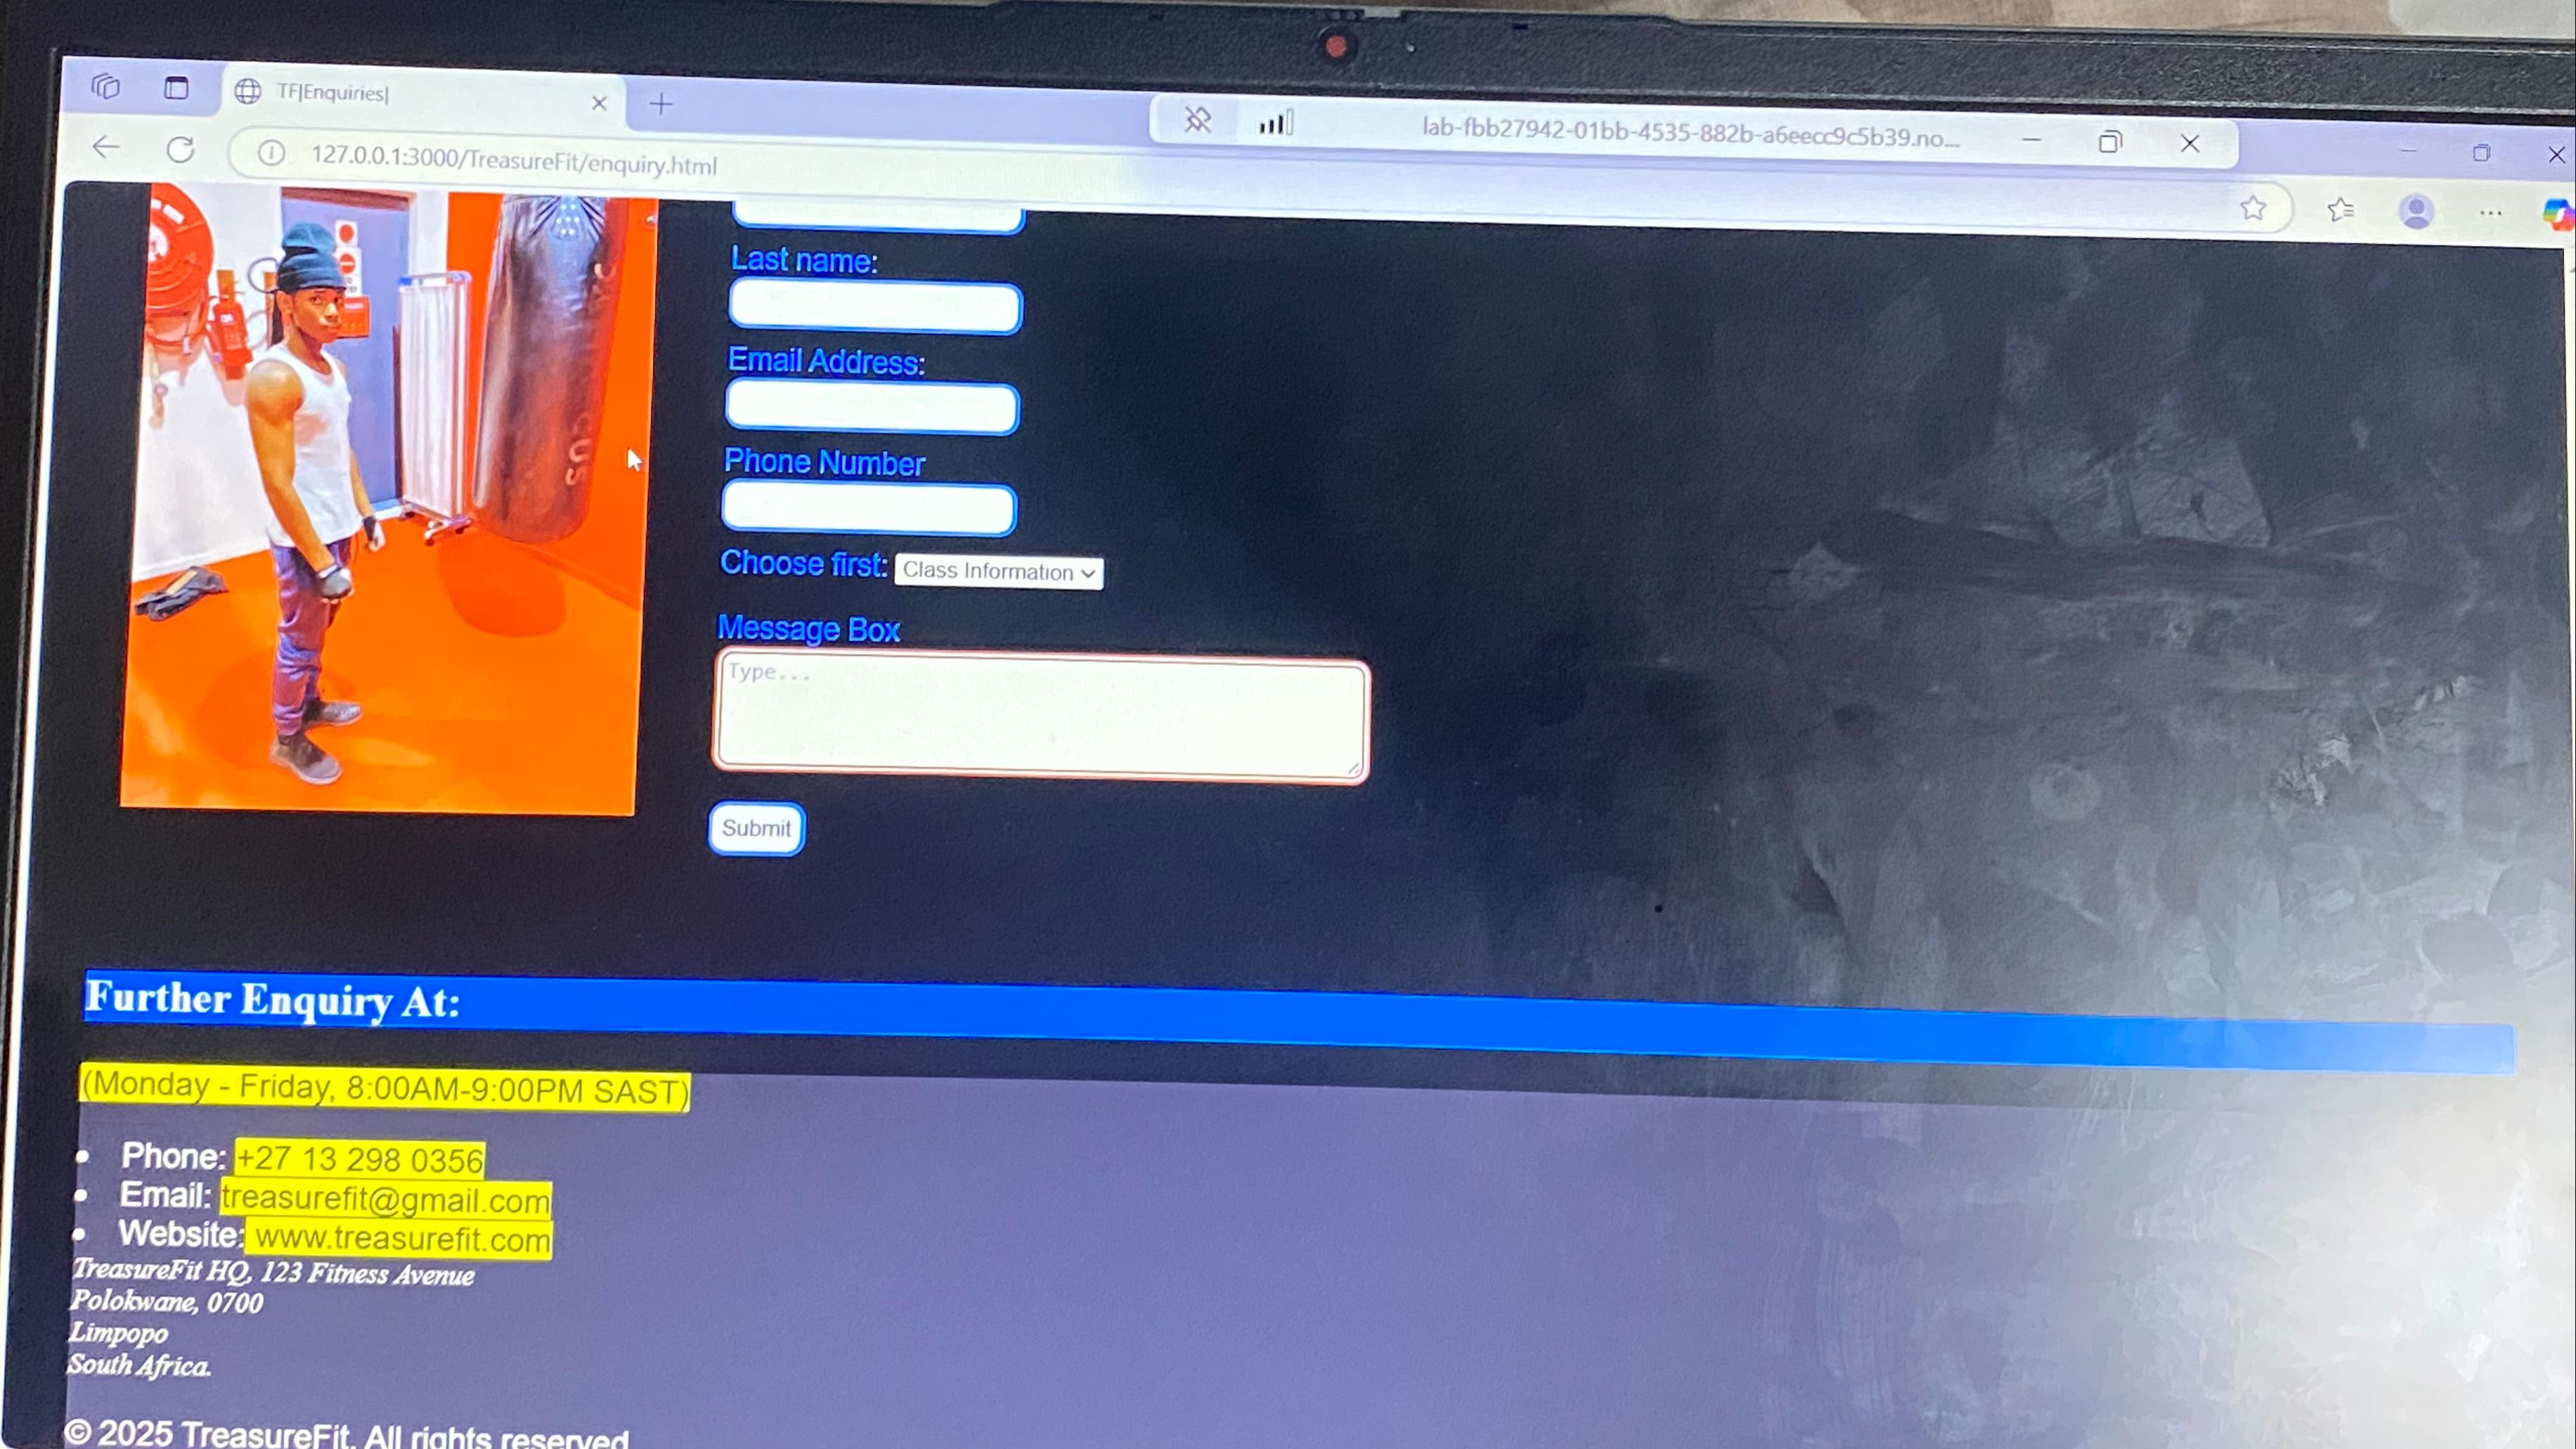 TF|Enquiries|
lab-fbb27942-01bb-4535-882b-a6eecc9c5b39.no...
127.0.0.1:3000/TreasureFit/enquiry.html
Last name:
Email Address:
Phone Number
Choose first: Class Information
Message Box
Type...
Submit
Further Enquiry At:
(Monday - Friday, 8:00AM-9:00PM SAST)
Phone: +27 13 298 0356
Email: treasurefit@gmail.com
Website: www.treasurefit.com
TreasureFit HQ, 123 Fitness Avenue
Polokwane, 0700
Limpopo
South Africa.
© 2025 TreasureFit. All rights reserved